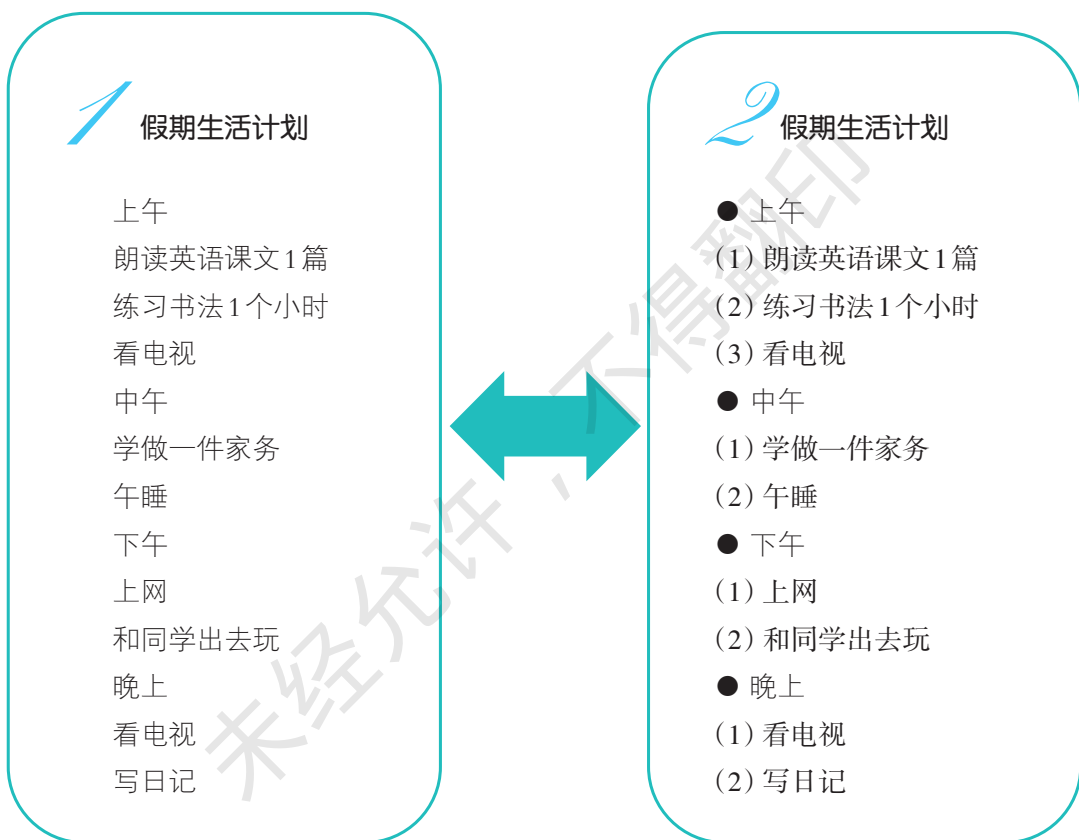 1 假期生活计划
上午
朗读英语课文1篇
练习书法1个小时
看电视
中午
学做一件家务
午睡
下午
上网
和同学出去玩
晚上
看电视
写日记
2 假期生活计划
● 上午
（1）朗读英语课文1篇
（2）练习书法1个小时
（3）看电视
● 中午
（1）学做一件家务
（2）午睡
● 下午
（1）上网
（2）和同学出去玩
● 晚上
（1）看电视
（2）写日记
未经允许，不得翻印